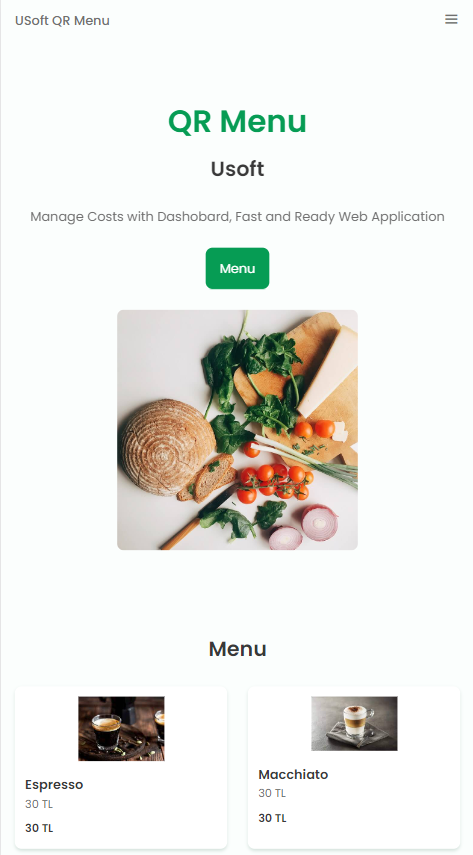 USoft QR Menu
QR Menu
Usoft
Manage Costs with Dashobard, Fast and Ready Web Application
Menu
Menu
Espresso
30 TL
30 TL
Macchiato
30 TL
30 TL